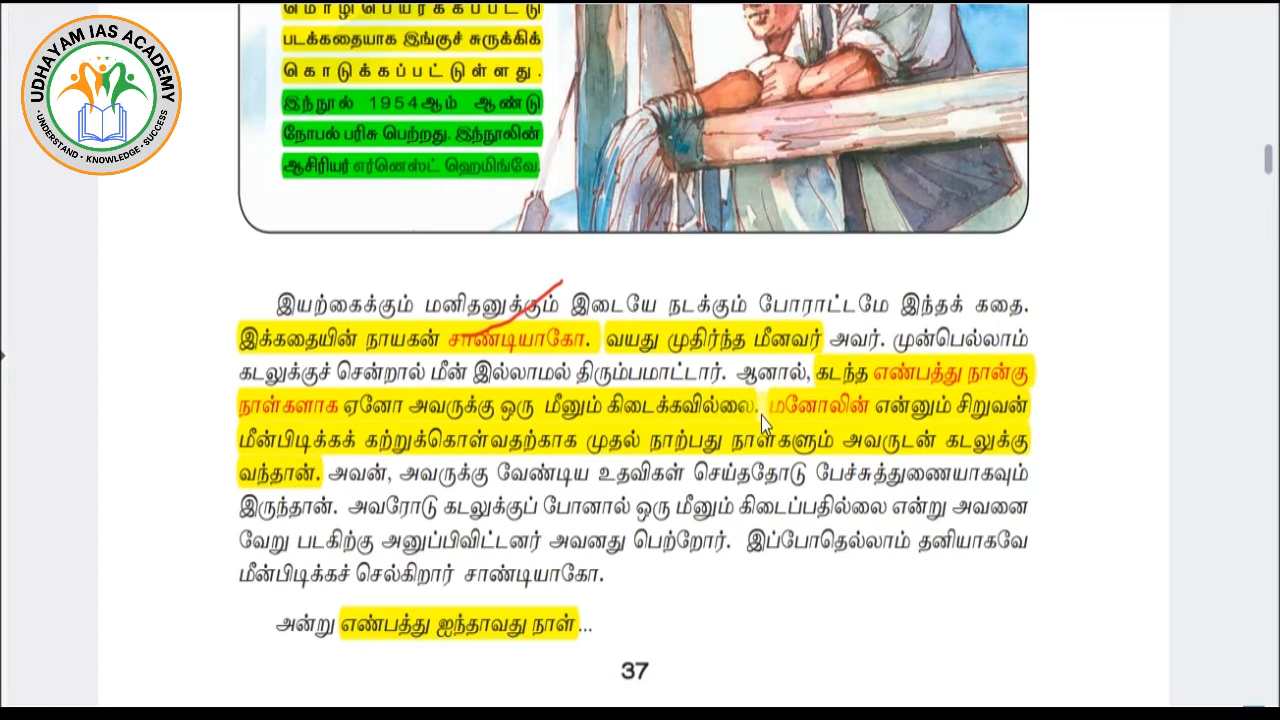 UDHAYAM IAS ACADEMY
UNDERSTAND - KNOWLEDGE - SUCCESS
மொழிபெயர்க்கப்பட்டு
படக்கதையாக இங்குச் சுருக்கிக்
கொடுக்கப்பட்டுள்ளது.
இந்நூல் 1954ஆம் ஆண்டு
நோபல் பரிசு பெற்றது. இந்நூலின்
ஆசிரியர் எர்னெஸ்ட் ஹெமிங்வே.
இயற்கைக்கும் மனிதனுக்கும் இடையே நடக்கும் போராட்டமே இந்தக் கதை.
இக்கதையின் நாயகன் சாண்டியாகோ. வயது முதிர்ந்த மீனவர் அவர். முன்பெல்லாம்
கடலுக்குச் சென்றால் மீன் இல்லாமல் திரும்பமாட்டார். ஆனால், கடந்த எண்பத்து நான்கு
நாள்களாக ஏனோ அவருக்கு ஒரு மீனும் கிடைக்கவில்லை. மனோலின் என்னும் சிறுவன்
மீன்பிடிக்கக் கற்றுக்கொள்வதற்காக முதல் நாற்பது நாள்களும் அவருடன் கடலுக்கு
வந்தான். அவன், அவருக்கு வேண்டிய உதவிகள் செய்ததோடு பேச்சுத்துணையாகவும்
இருந்தான். அவரோடு கடலுக்குப் போனால் ஒரு மீனும் கிடைப்பதில்லை என்று அவனை
வேறு படகிற்கு அனுப்பிவிட்டனர் அவனது பெற்றோர். இப்போதெல்லாம் தனியாகவே
மீன்பிடிக்கச் செல்கிறார் சாண்டியாகோ.
அன்று எண்பத்து ஐந்தாவது நாள்...
37